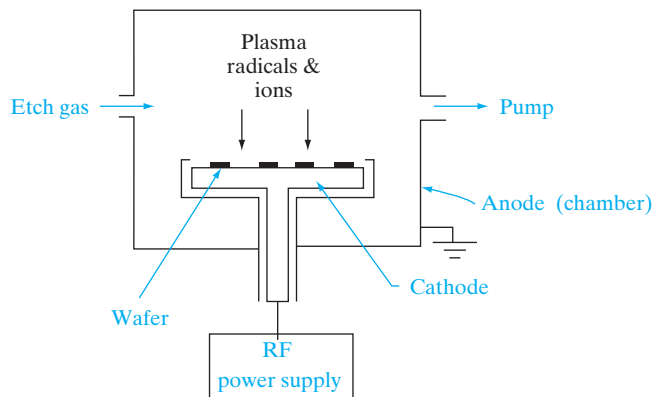 Plasma
radicals &
ions
Etch gas
Pump
Anode (chamber)
Cathode
Wafer
RF
power supply